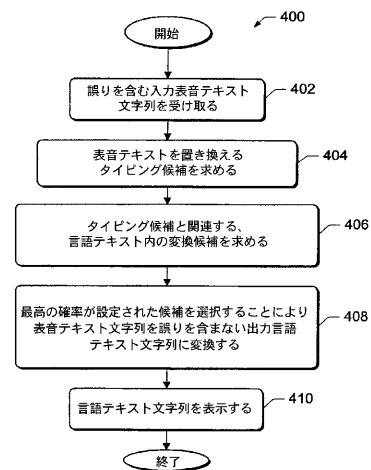 400
開始
誤りを含む入力表音テキスト
文字列を受け取る
402
表音テキストを置き換える
タイピング候補を求める
404
タイピング候補と関連する、
言語テキスト内の変換候補を求める
406
最高の確率が設定された候補を選択することにより
表音テキスト文字列を誤りを含まない出力言語
テキスト文字列に変換する
408
言語テキスト文字列を表示する
410
終了